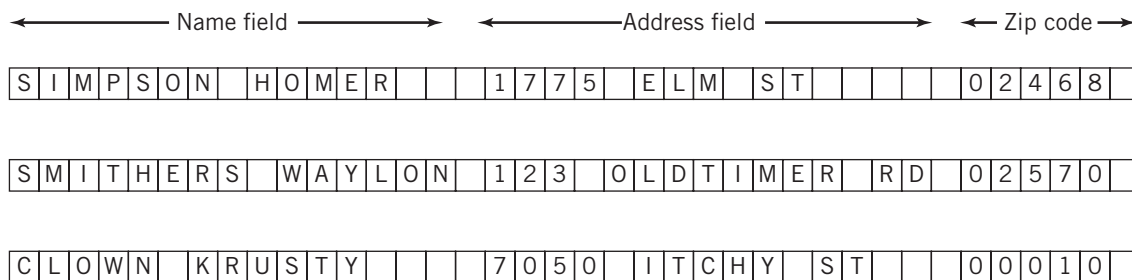 Name field Address field Zip code
SIMPSON HOMER 1775 ELM ST 02468
SMITHERS WAYLON 123 OLDTIMER RD 02570
CLOWN KRUSTY 7050 ITCHY ST 00010